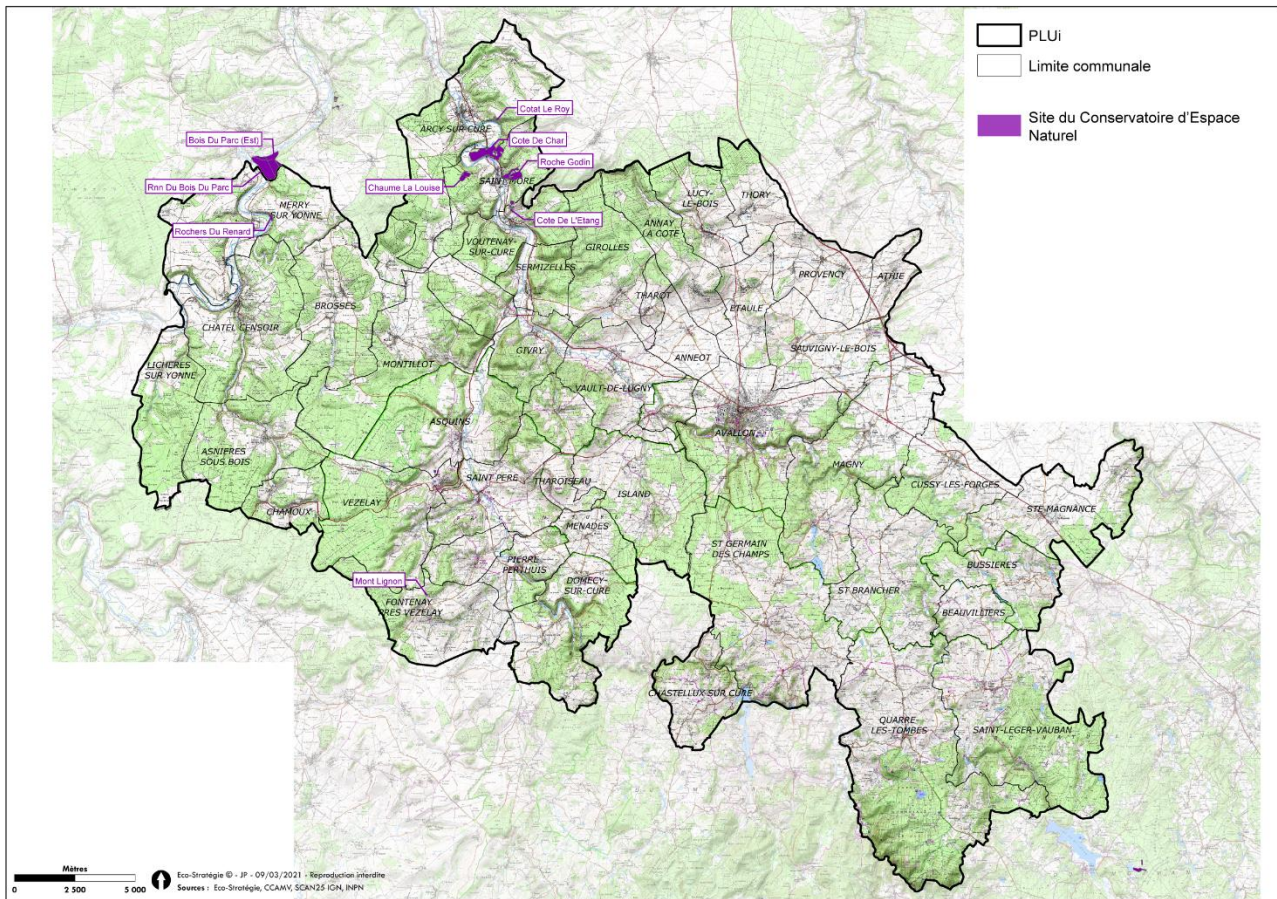 PLUi
Limite communale
Site du Conservatoire d'Espace
Naturel
Cotat Le Roy
ARCY SUR CURE
Bois Du Parc (Est)
Cote De Char
Roche Godin
Rnn Du Bois Du Parc
Chaume La Louise
SAINT MORE
MERRY
SUR YONNE
Rochers Du Renard
Cote De L'Etang
LUCY-
LE-BOIS
THORY
ANNAY
LA COTE
VOUTENAY-
SUR-CURE
GIROLLES
SERMIZELLES
PROVENCY
ATHIE
THAROT
BROSSES
ETAULE
CHATEL CENSOIR
SAUVIGNY-LE-BOIS
GIVRY
ANNEOT
LICHERES
SUR YONNE
MONTILLOT
VAULT-DE-LUGNY
ASQUINS
AVALLON
ASNIERES
SOUS BOIS
MAGNY
SAINT PERE
THAROISEAU
CUSSY-LES-FORGES
ISLAND
VEZELAY
CHAMOUX
STE-MAGNANCE
MENADES
ST GERMAIN
DES CHAMPS
PIERRE
PERTHUIS
BUSSIERES
Mont Lignon
DOMECY-
SUR-CURE
ST BRANCHER
FONTENAY
PRES VEZELAY
BEAUVILLIERS
CHASTELLUX SUR CURE
QUARRE-
LES-TOMBES
SAINT-LEGER-VAUBAN
Mètres
0 2 500 5 000
Eco-Stratégie © - JP - 09/03/2021 - Reproduction interdite
Sources : Eco-Stratégie, CCAMV, SCAN25 IGN, INPN